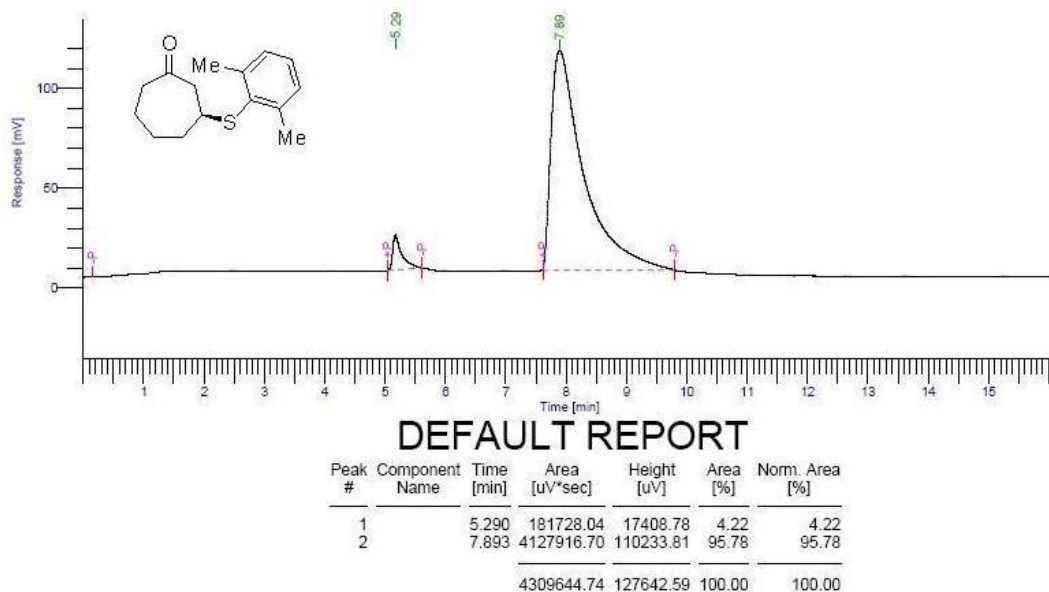 5.29
7.89
O
Me
S
Me
Response [mV]
100
50
0
-P
+P
-P
+P
-P
1 2 3 4 5 6 7 8 9 10 11 12 13 14 15
Time [min]
DEFAULT REPORT
Peak Component Time Area Height Area Norm. Area
# Name [min] [uV*sec] [uV] [%] [%]
1 5.290 181728.04 17408.78 4.22 4.22
2 7.893 4127916.70 110233.81 95.78 95.78
4309644.74 127642.59 100.00 100.00